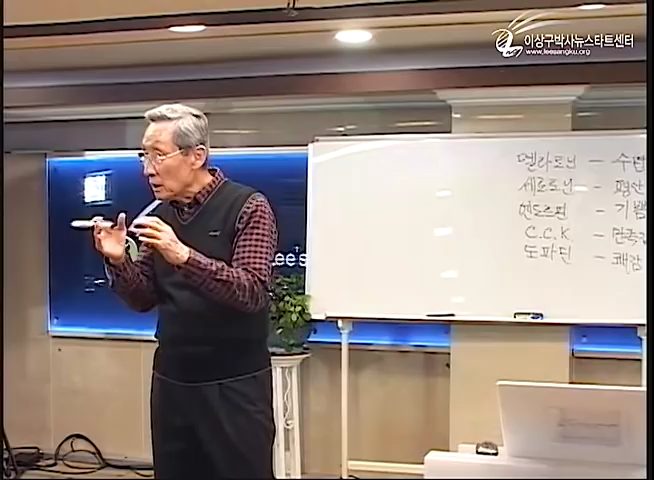 이상구박사뉴스타트센터
www.leesangku.org
멜라토닌 - 수면
세로토닌 - 평안
엔도르핀 - 기쁨
C.C.K - 만족감
도파민 - 쾌감
Lee's